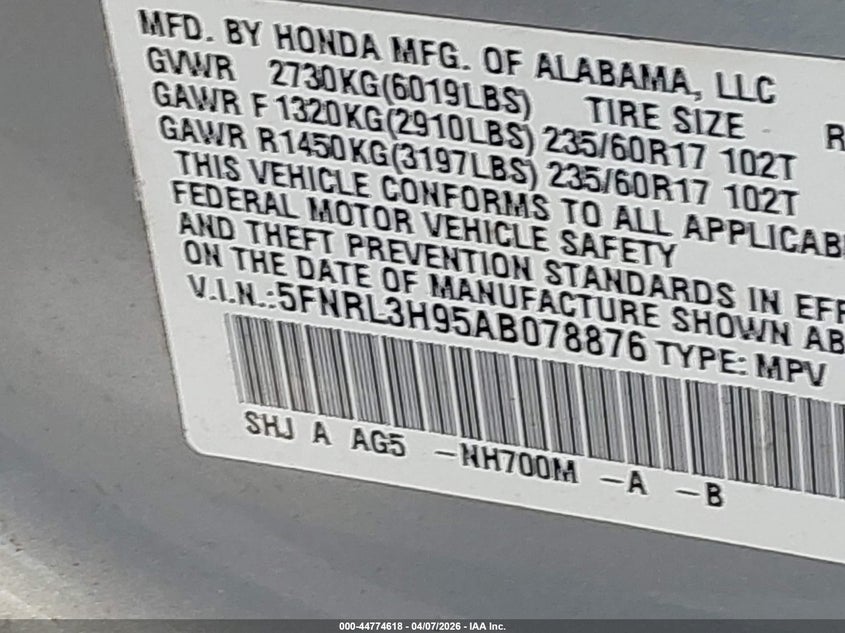 MFD. BY HONDA MFG. OF ALABAMA, LLC
GVWR 2730KG(6019LBS) TIRE SIZE R
GAWR F 1320KG(2910LBS) 235/60R17 102T
GAWR R1450KG(3197LBS) 235/60R17 102T
THIS VEHICLE CONFORMS TO ALL APPLICAB
FEDERAL MOTOR VEHICLE SAFETY
AND THEFT PREVENTION STANDARDS IN EFF
ON THE DATE OF MANUFACTURE SHOWN AB
V.I.N.:5FNRL3H95AB078876 TYPE: MPV
SHJ A AG5 -NH700M -A -B
000-44774618 - 04/07/2026 - IAA Inc.